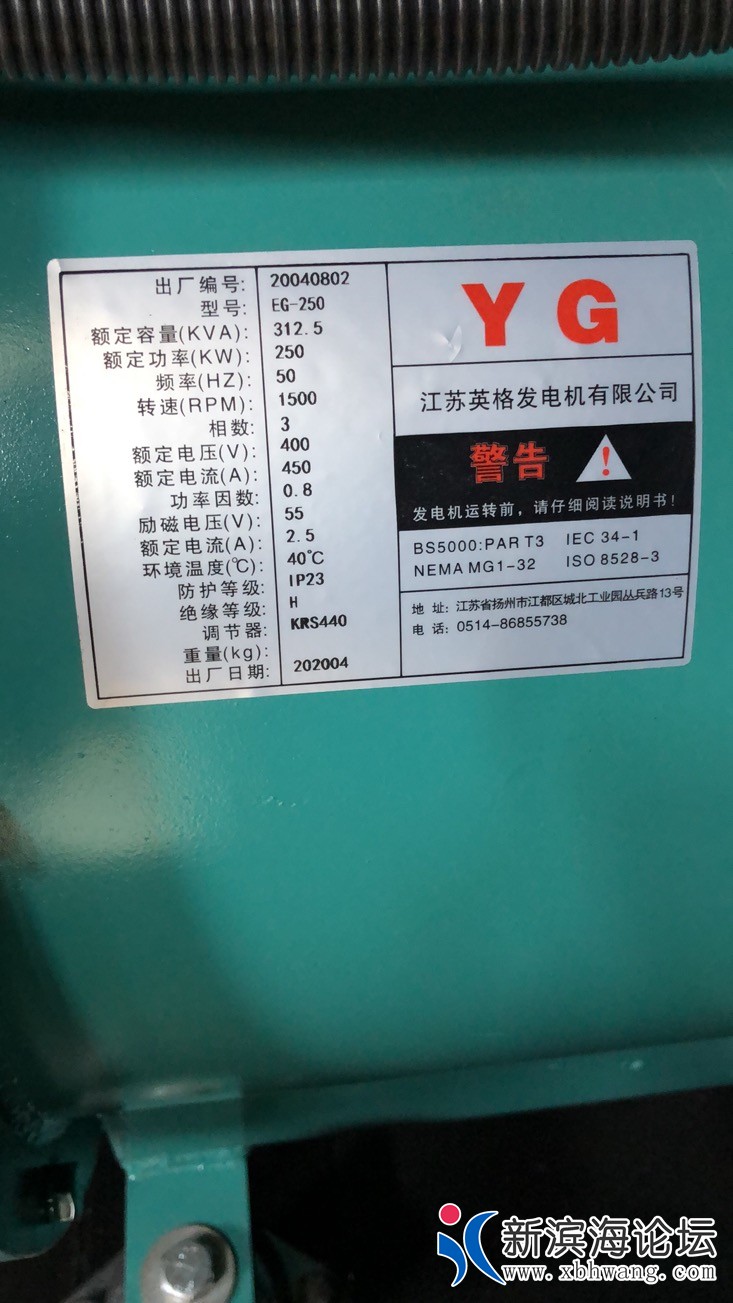 出厂编号: 20040802
型号: EG-250
额定容量(KVA): 312.5
额定功率(KW): 250
频率(HZ): 50
转速(RPM): 1500
相数: 3
额定电压(V): 400
额定电流(A): 450
功率因数: 0.8
励磁电压(V): 55
额定电流(A): 2.5
环境温度(℃): 40℃
防护等级: IP23
绝缘等级: H
调节器: KRS440
重量(kg):
出厂日期: 202004
YG
江苏英格发电机有限公司
警告 !
发电机运转前，请仔细阅读说明书！
BS5000:PART3 IEC 34-1
NEMA MG1-32 ISO 8528-3
地 址: 江苏省扬州市江都区城北工业园丛兵路13号
电 话: 0514-86855738
新滨海论坛
www.xbhwang.com